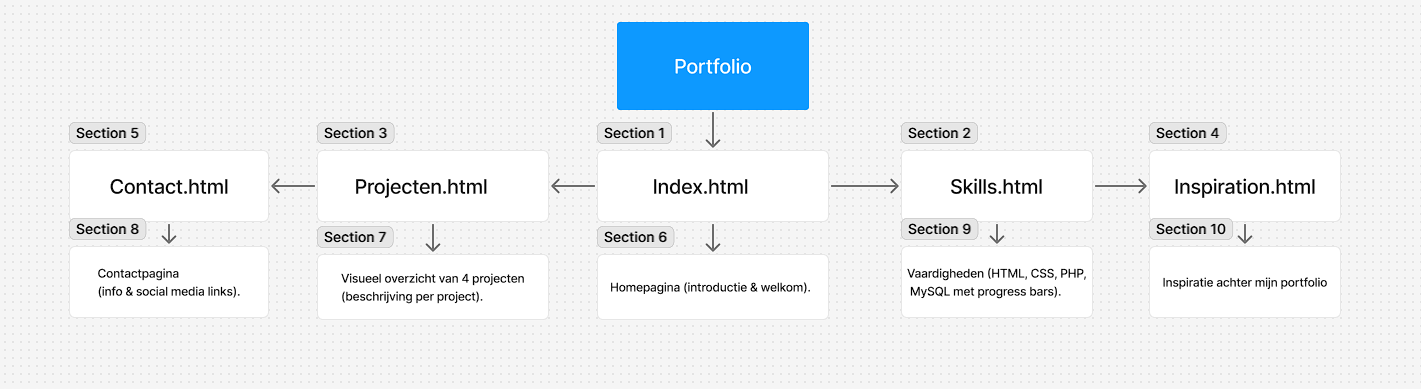 Portfolio
Section 5
Section 3
Section 1
Section 2
Section 4
Contact.html
Projecten.html
Index.html
Skills.html
Inspiration.html
Section 8
Section 7
Section 6
Section 9
Section 10
Contactpagina
(info & social media links).
Visueel overzicht van 4 projecten
(beschrijving per project).
Homepagina (introductie & welkom).
Vaardigheden (HTML, CSS, PHP,
MySQL met progress bars).
Inspiratie achter mijn portfolio